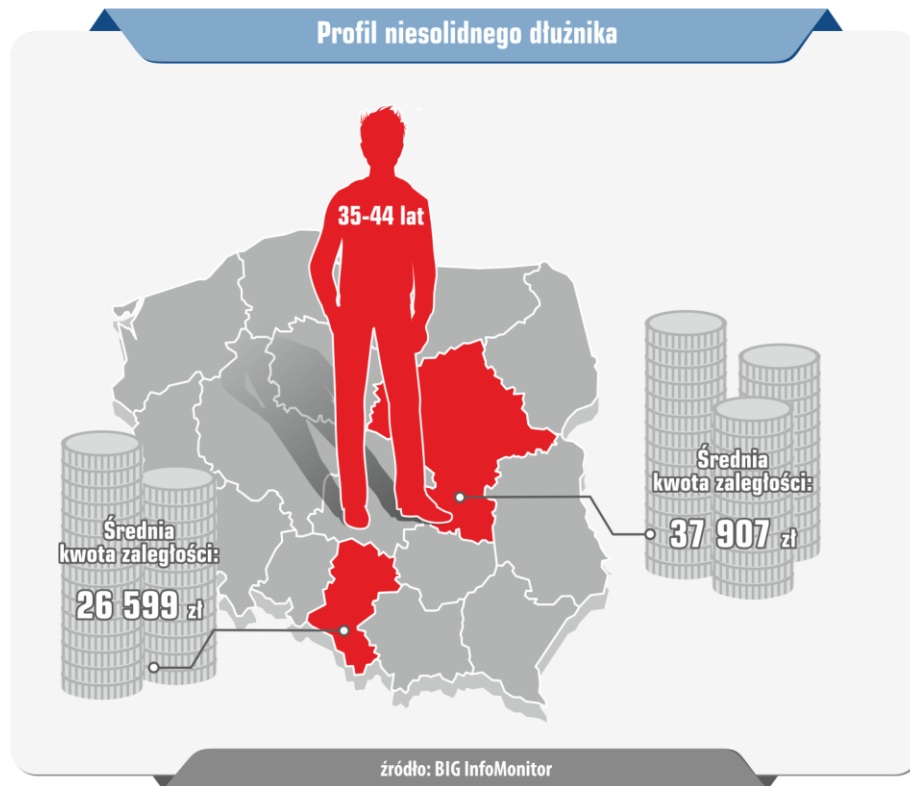 Profil niesolidnego dłużnika
35-44 lat
Średnia
kwota zaległości:
37 907 zł
Średnia
kwota zaległości:
26 599 zł
źródło: BIG InfoMonitor